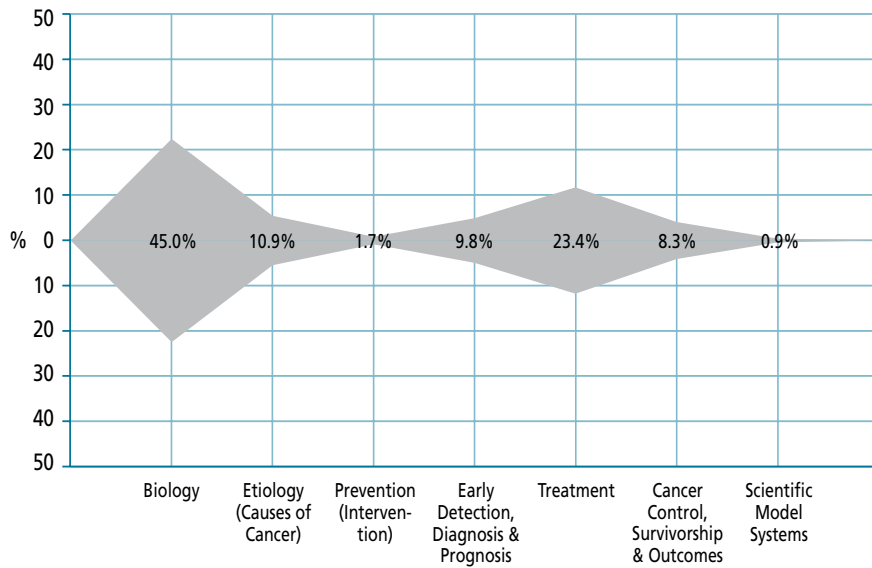 50
40
30
20
10
% 0
10
20
30
40
50
45.0% 10.9% 1.7% 9.8% 23.4% 8.3% 0.9%
Biology
Etiology
(Causes of
Cancer)
Prevention
(Interven-
tion)
Early
Detection,
Diagnosis &
Prognosis
Treatment
Cancer
Control,
Survivorship
& Outcomes
Scientific
Model
Systems